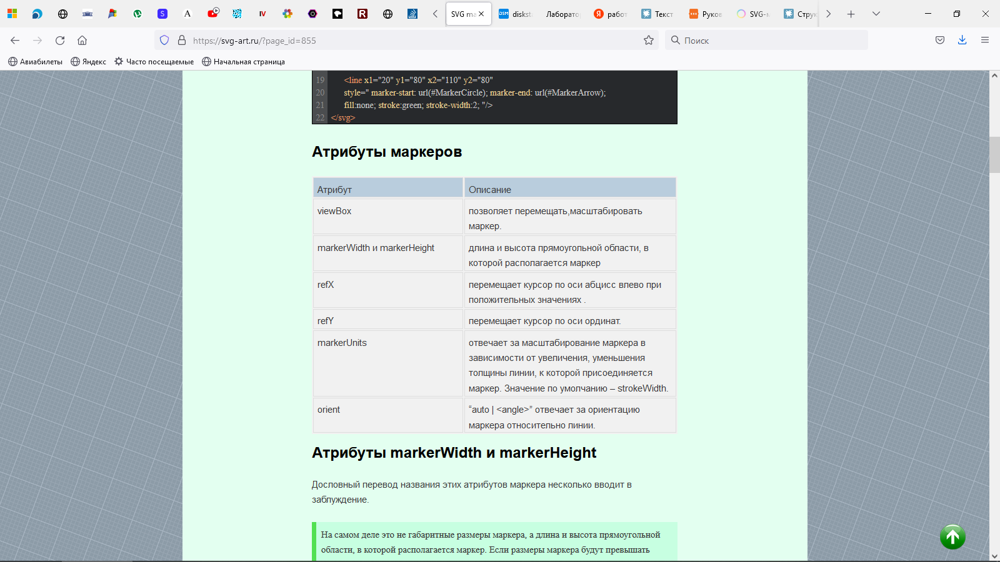 IV
SVG ma
diskst
Лаборато
работ
Текст
Руков
SVG-м
Струк
https://svg-art.ru/?page_id=855
Поиск
Авиабилеты
Яндекс
Часто посещаемые
Начальная страница
19 <line x1="20" y1="80" x2="110" y2="80"
20 style=" marker-start: url(#MarkerCircle); marker-end: url(#MarkerArrow);
21 fill:none; stroke:green; stroke-width:2; "/>
22 </svg>
Атрибуты маркеров
Атрибут
Описание
viewBox
позволяет перемещать,масштабировать
маркер.
markerWidth и markerHeight
длина и высота прямоугольной области, в
которой располагается маркер
refX
перемещает курсор по оси абцисс влево при
положительных значениях .
refY
перемещает курсор по оси ординат.
markerUnits
отвечает за масштабирование маркера в
зависимости от увеличения, уменьшения
толщины линии, к которой присоединяется
маркер. Значение по умолчанию – strokeWidth.
orient
“auto | <angle>” отвечает за ориентацию
маркера относительно линии.
Атрибуты markerWidth и markerHeight
Дословный перевод названия этих атрибутов маркера несколько вводит в
заблуждение.
На самом деле это не габаритные размеры маркера, а длина и высота прямоугольной
области, в которой располагается маркер. Если размеры маркера будут превышать